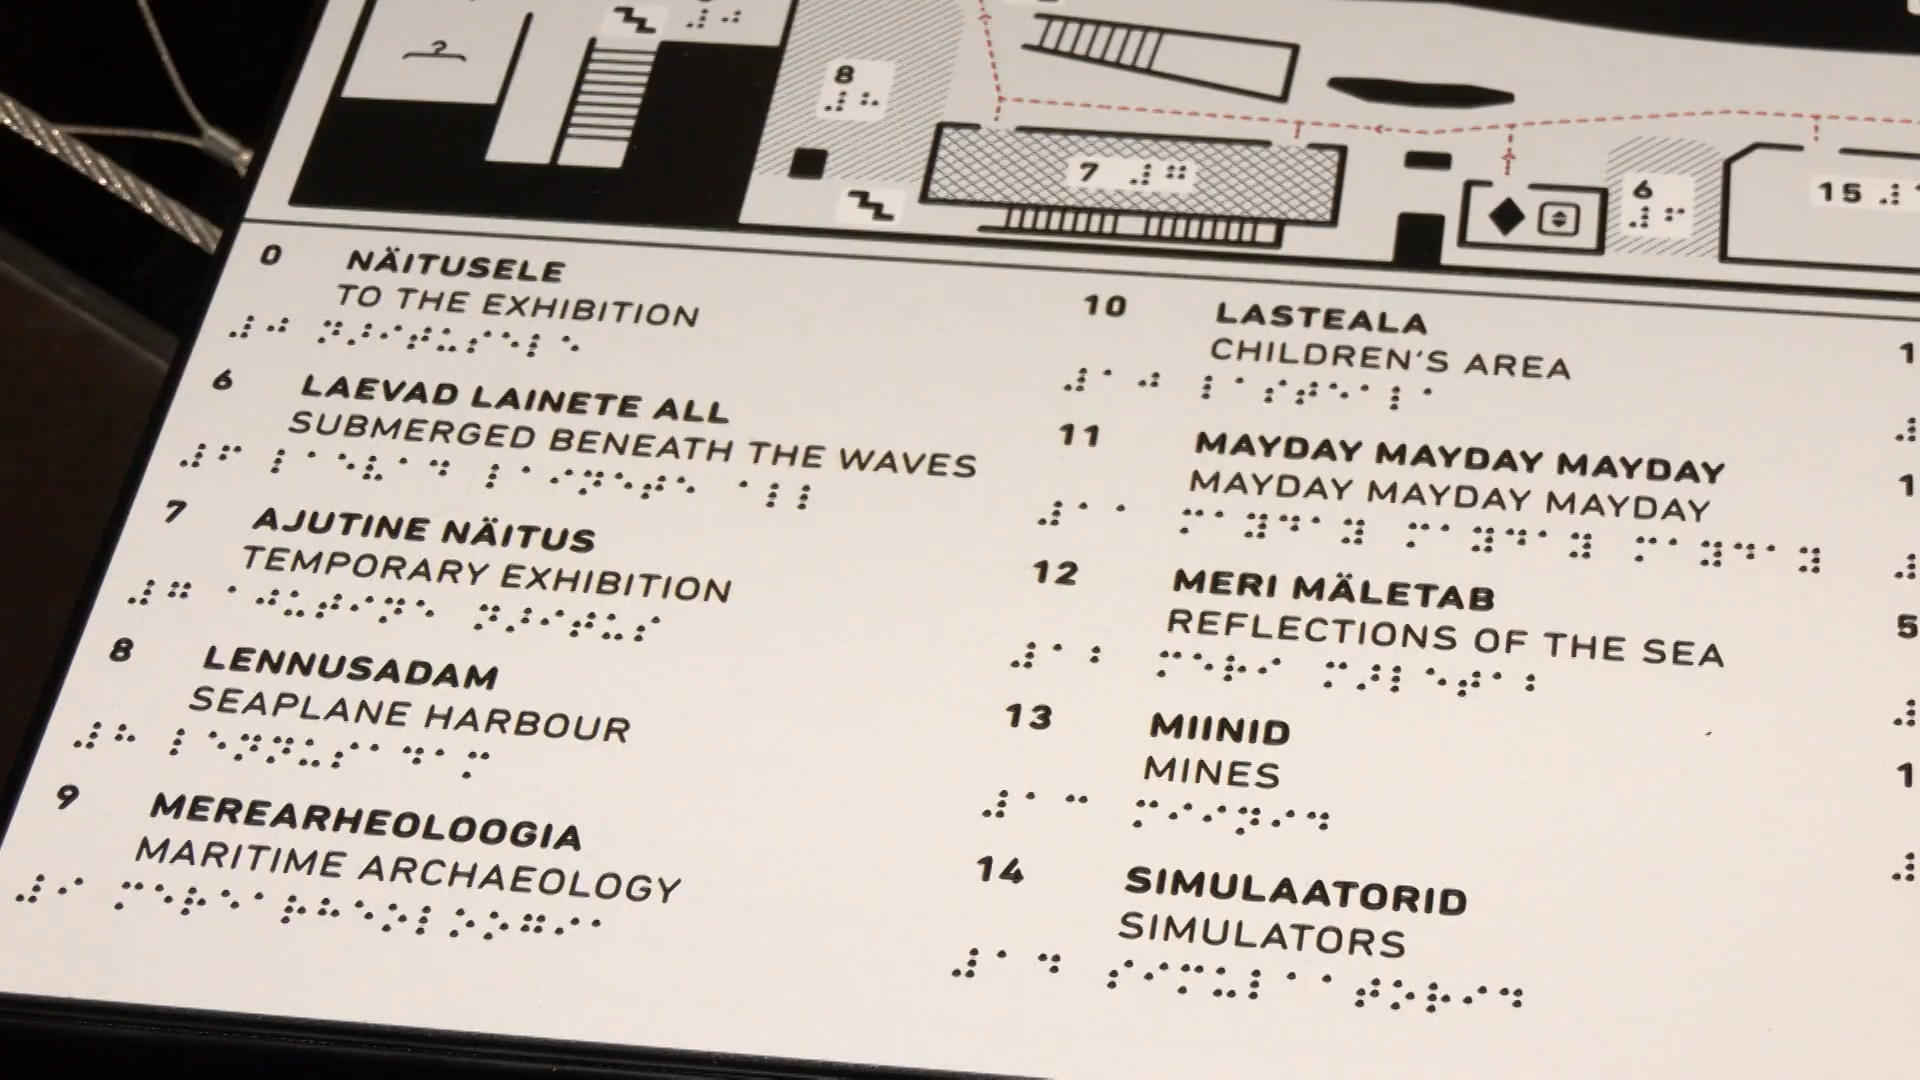 8
7
6
15
0 NÄITUSELE
TO THE EXHIBITION
⠼⠚ ⠝⠜⠊⠞⠥⠎⠑⠇⠑
6 LAEVAD LAINETE ALL
SUBMERGED BENEATH THE WAVES
⠼⠋ ⠇⠁⠑⠧⠁⠙ ⠇⠁⠊⠝⠑⠞⠑ ⠁⠇⠇
7 AJUTINE NÄITUS
TEMPORARY EXHIBITION
⠼⠛ ⠁⠚⠥⠞⠊⠝⠑ ⠝⠜⠊⠞⠥⠎
8 LENNUSADAM
SEAPLANE HARBOUR
⠼⠓ ⠇⠑⠝⠝⠥⠎⠁⠙⠁⠍
9 MEREARHEOLOOGIA
MARITIME ARCHAEOLOGY
⠼⠊ ⠍⠑⠗⠑⠁⠗⠓⠑⠕⠇⠕⠕⠛⠊⠁
10 LASTEALA
CHILDREN'S AREA
⠼⠁⠚ ⠇⠁⠎⠞⠑⠁⠇⠁
11 MAYDAY MAYDAY MAYDAY
MAYDAY MAYDAY MAYDAY
⠼⠁⠁ ⠍⠁⠽⠙⠁⠽ ⠍⠁⠽⠙⠁⠽ ⠍⠁⠽⠙⠁⠽
12 MERI MÄLETAB
REFLECTIONS OF THE SEA
⠼⠁⠃ ⠍⠑⠗⠊ ⠍⠜⠇⠑⠞⠁⠃
13 MIINID
MINES
⠼⠁⠉ ⠍⠊⠊⠝⠊⠙
14 SIMULAATORID
SIMULATORS
⠼⠁⠙ ⠎⠊⠍⠥⠇⠁⠁⠞⠕⠗⠊⠙